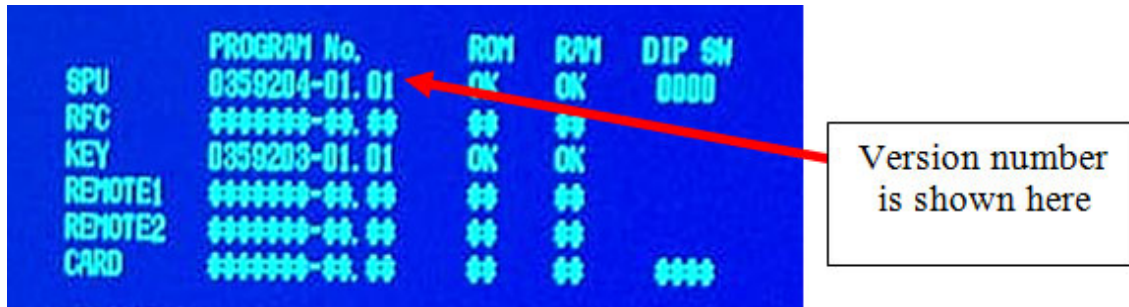 PROGRAM No. ROM RAM DIP SW
SPU 0359204-01.01 OK OK 0000
RFC #######-##.## ## ##
KEY 0359203-01.01 OK OK
REMOTE1 #######-##.## ## ##
REMOTE2 #######-##.## ## ##
CARD #######-##.## ## ## ####
Version number
is shown here